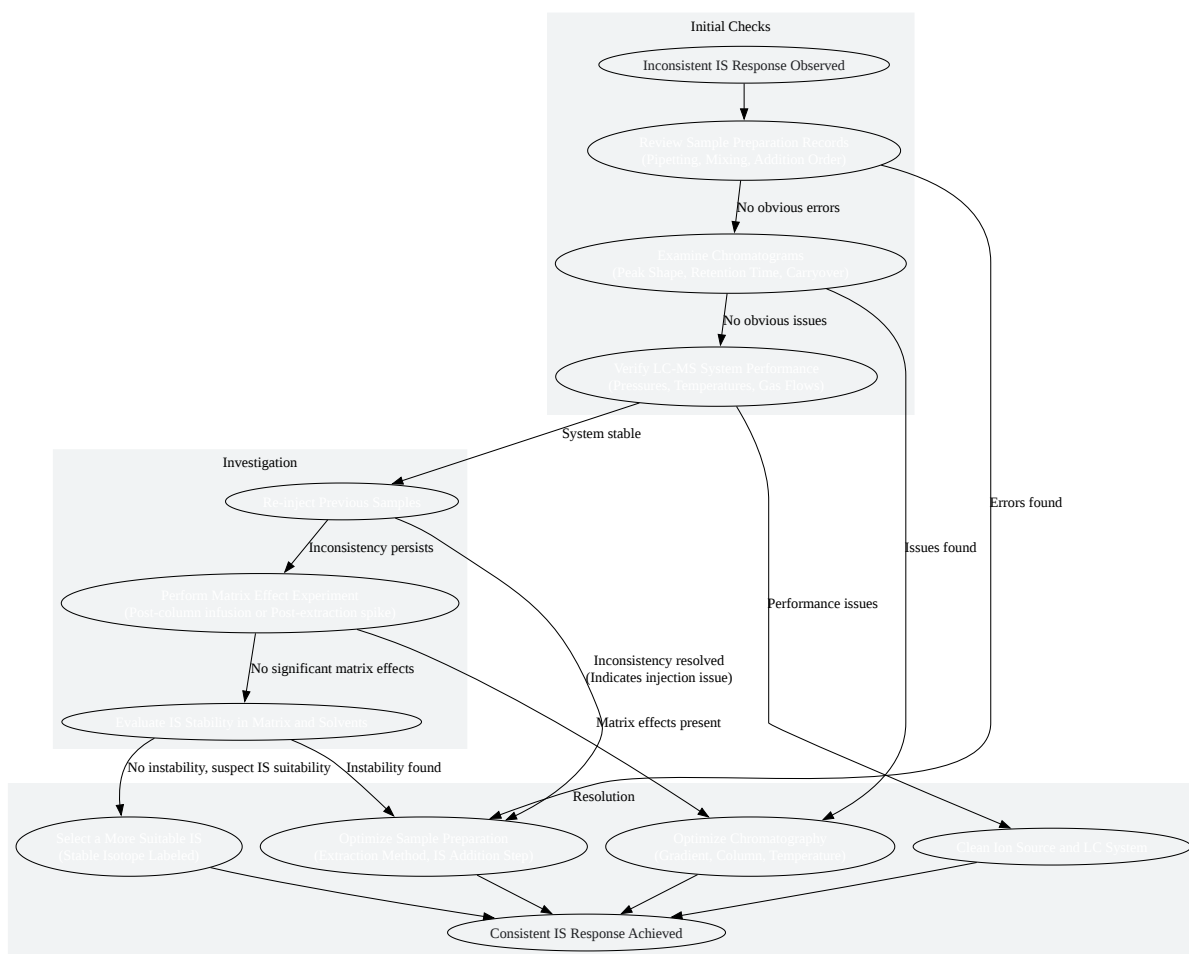 Initial Checks
Inconsistent IS Response Observed
Review Sample Preparation Records
(Pipetting, Mixing, Addition Order)
No obvious errors
Examine Chromatograms
(Peak Shape, Retention Time, Carryover)
No obvious issues
Verify LC-MS System Performance
(Pressures, Temperatures, Gas Flows)
System stable
Investigation
Re-inject Previous Samples
Errors found
Inconsistency persists
Issues found
Perform Matrix Effect Experiment
(Post-column infusion or Post-extraction spike)
Performance issues
No significant matrix effects
Inconsistency resolved
(Indicates injection issue)
Evaluate IS Stability in Matrix and Solvents
Matrix effects present
No instability, suspect IS suitability
Instability found
Resolution
Select a More Suitable IS
(Stable Isotope Labeled)
Optimize Sample Preparation
(Extraction Method, IS Addition Step)
Optimize Chromatography
(Gradient, Column, Temperature)
Clean Ion Source and LC System
Consistent IS Response Achieved